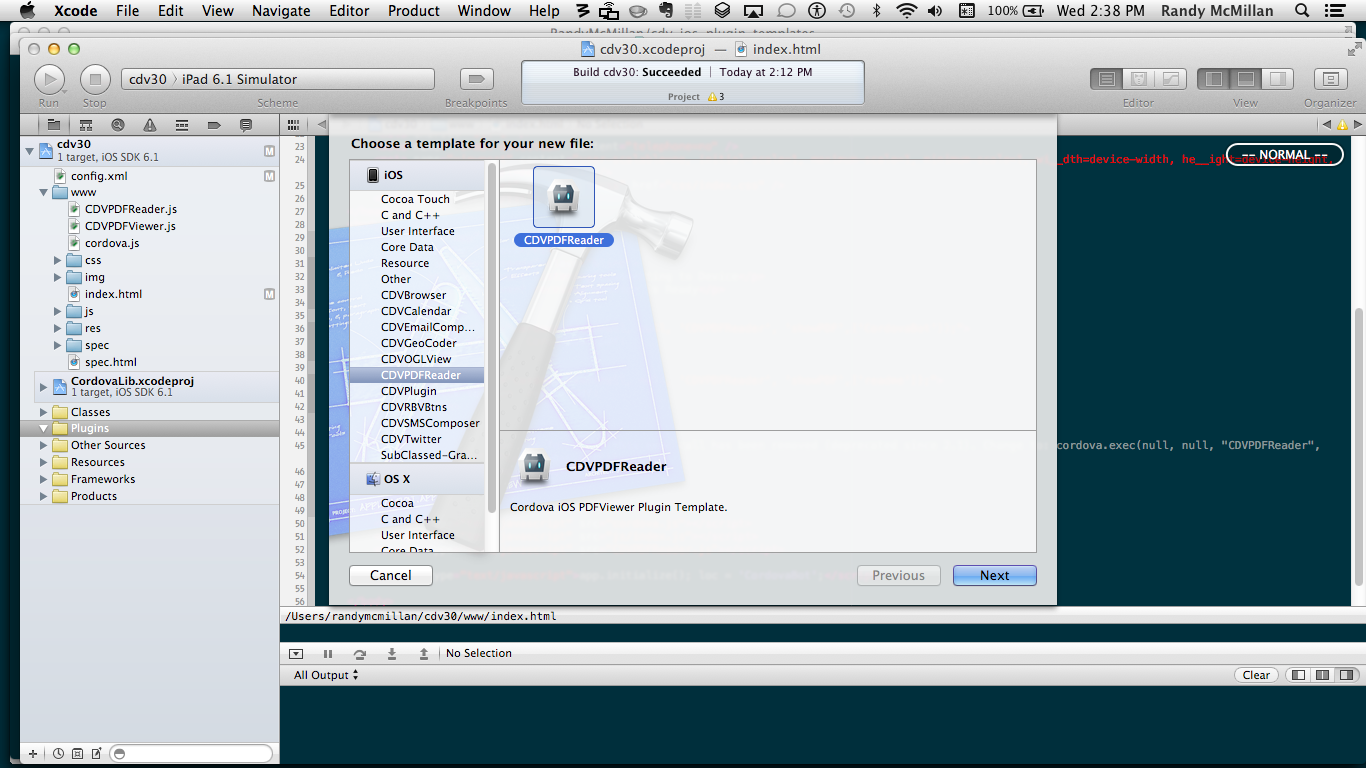 Xcode File Edit View Navigate Editor Product Window Help 100% Wed 2:38 PM Randy McMillan
RandyMcMillan/cdv_ios_plugin_templates
cdv30.xcodeproj — index.html
cdv30 〉 iPad 6.1 Simulator
Build cdv30: Succeeded | Today at 2:12 PM
Project 3
Run Stop Scheme Breakpoints Editor View Organizer
Choose a template for your new file:
cdv30
1 target, iOS SDK 6.1
M
config.xml
M
www
CDVPDFReader.js
CDVPDFViewer.js
cordova.js
css
img
index.html
M
js
res
spec
spec.html
CordovaLib.xcodeproj
1 target, iOS SDK 6.1
Classes
Plugins
Other Sources
Resources
Frameworks
Products
23
24
25
26
27
28
29
30
31
32
33
34
35
36
37
38
39
40
41
42
43
44
45
46
47
48
49
50
51
52
53
54
55
56
iOS
Cocoa Touch
C and C++
User Interface
Core Data
Resource
Other
CDVBrowser
CDVCalendar
CDVEmailComp...
CDVGeoCoder
CDVOGLView
CDVPDFReader
CDVPlugin
CDVRBVBtns
CDVSMSComposer
CDVTwitter
SubClassed-Gra...
OS X
Cocoa
C and C++
User Interface
Core Data
CDVPDFReader
CDVPDFReader
Cordova iOS PDFViewer Plugin Template.
Cancel Previous Next
_dth=device-width, he__ight=device-height,
-- NORMAL --
cordova.exec(null, null, "CDVPDFReader",
/Users/randymcmillan/cdv30/www/index.html
No Selection
All Output Clear